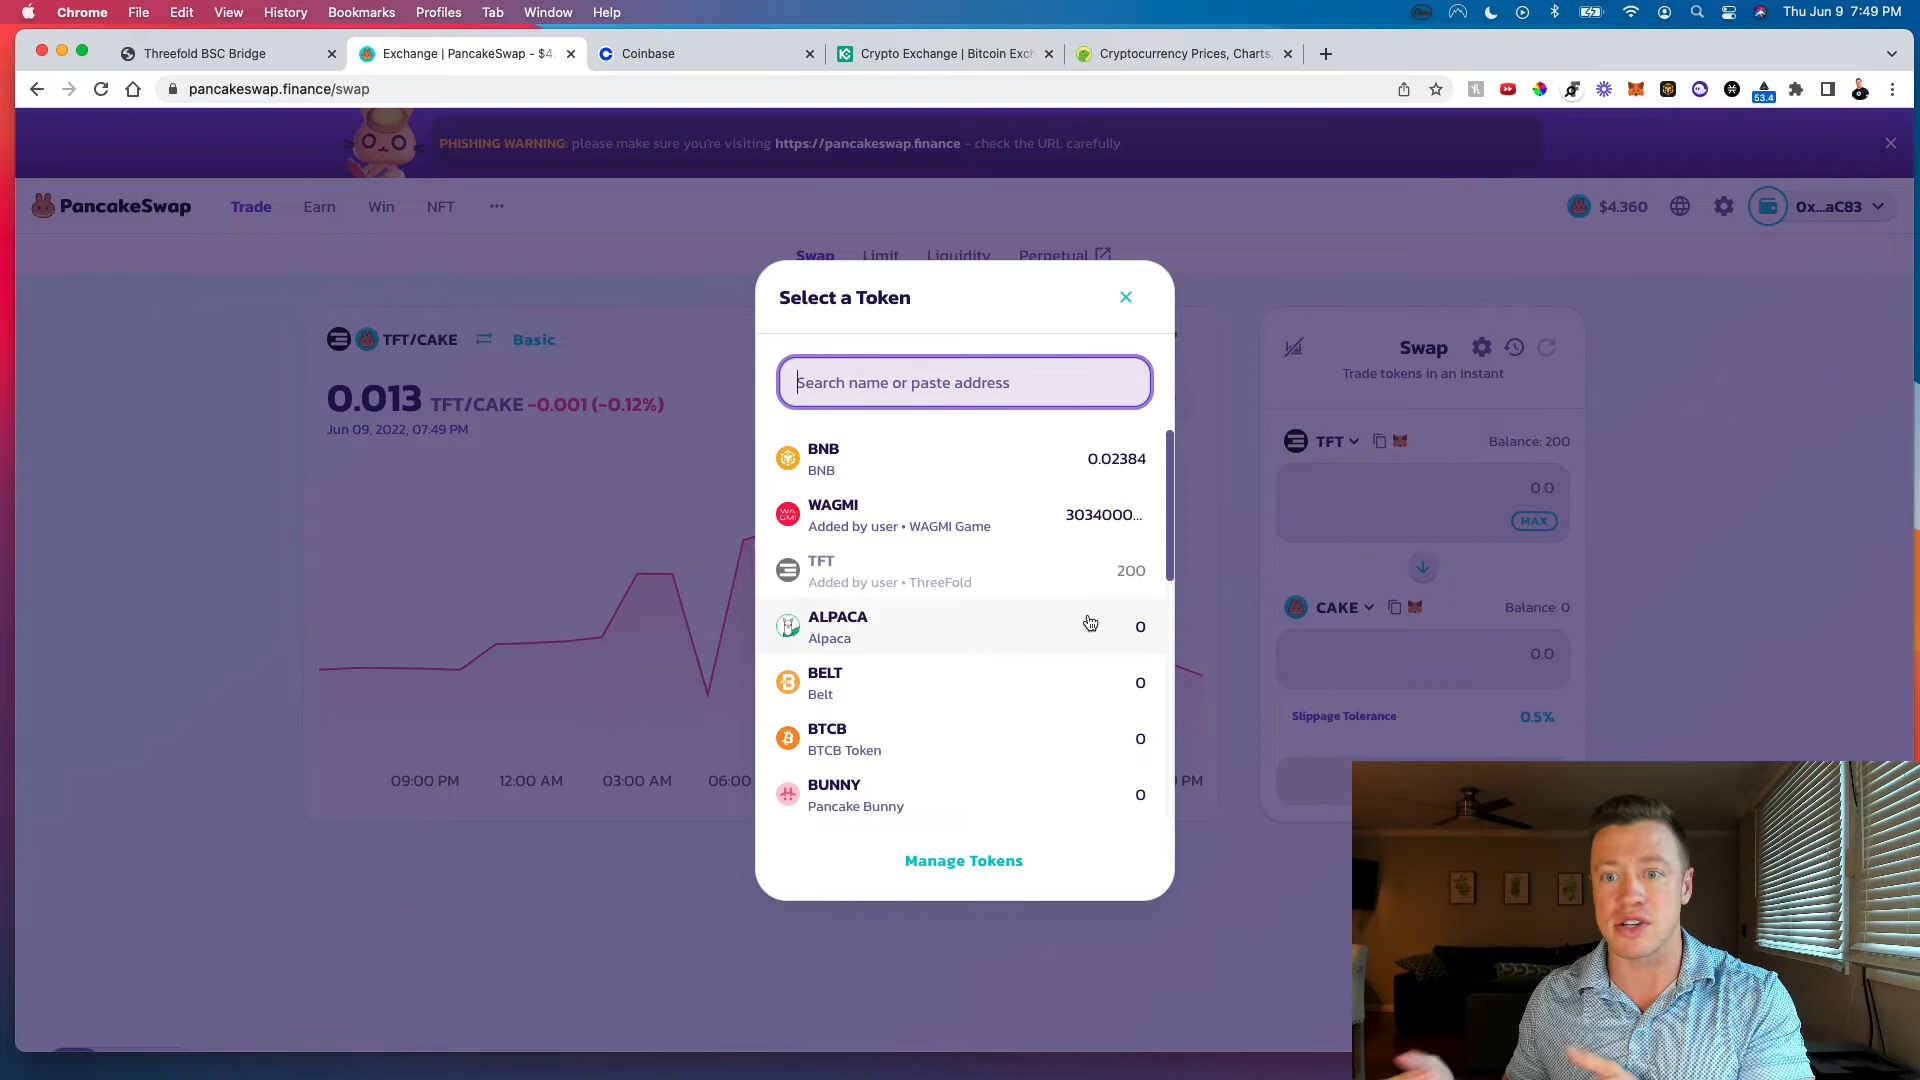 Chrome File Edit View History Bookmarks Profiles Tab Window Help
Thu Jun 9 7:49 PM
Threefold BSC Bridge
Exchange | PancakeSwap - $4.
Coinbase
Crypto Exchange | Bitcoin Exch
Cryptocurrency Prices, Charts,
pancakeswap.finance/swap
53.4
PHISHING WARNING: please make sure you're visiting https://pancakeswap.finance - check the URL carefully.
PancakeSwap
Trade Earn Win NFT
$4.360
0x...aC83
Swap Limit Liquidity Perpetual
Select a Token
Search name or paste address
BNB
BNB
0.02384
WAGMI
Added by user • WAGMI Game
3034000...
TFT
Added by user • ThreeFold
200
ALPACA
Alpaca
0
BELT
Belt
0
BTCB
BTCB Token
0
BUNNY
Pancake Bunny
0
Manage Tokens
TFT/CAKE
Basic
0.013 TFT/CAKE -0.001 (-0.12%)
Jun 09, 2022, 07:49 PM
09:00 PM 12:00 AM 03:00 AM 06:00
PM
Swap
Trade tokens in an instant
TFT
Balance: 200
0.0
MAX
CAKE
Balance: 0
0.0
Slippage Tolerance
0.5%